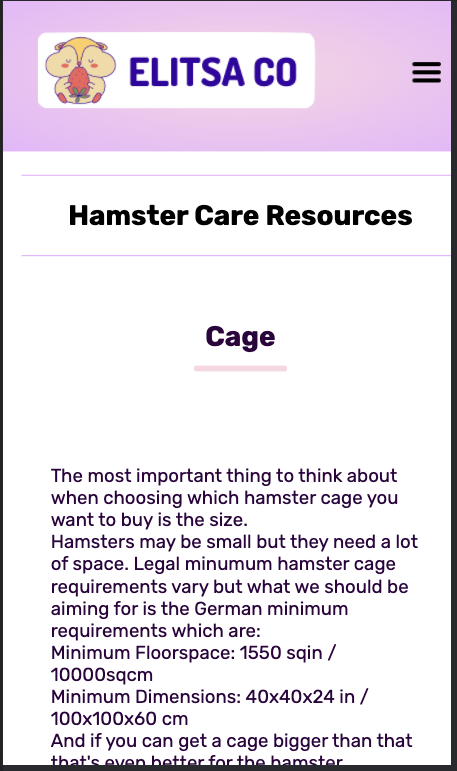 ELITSA CO
Hamster Care Resources
Cage
The most important thing to think about
when choosing which hamster cage you
want to buy is the size.
Hamsters may be small but they need a lot
of space. Legal minumum hamster cage
requirements vary but what we should be
aiming for is the German minimum
requirements which are:
Minimum Floorspace: 1550 sqin /
10000sqcm
Minimum Dimensions: 40x40x24 in /
100x100x60 cm
And if you can get a cage bigger than that
that's even better for the hamster